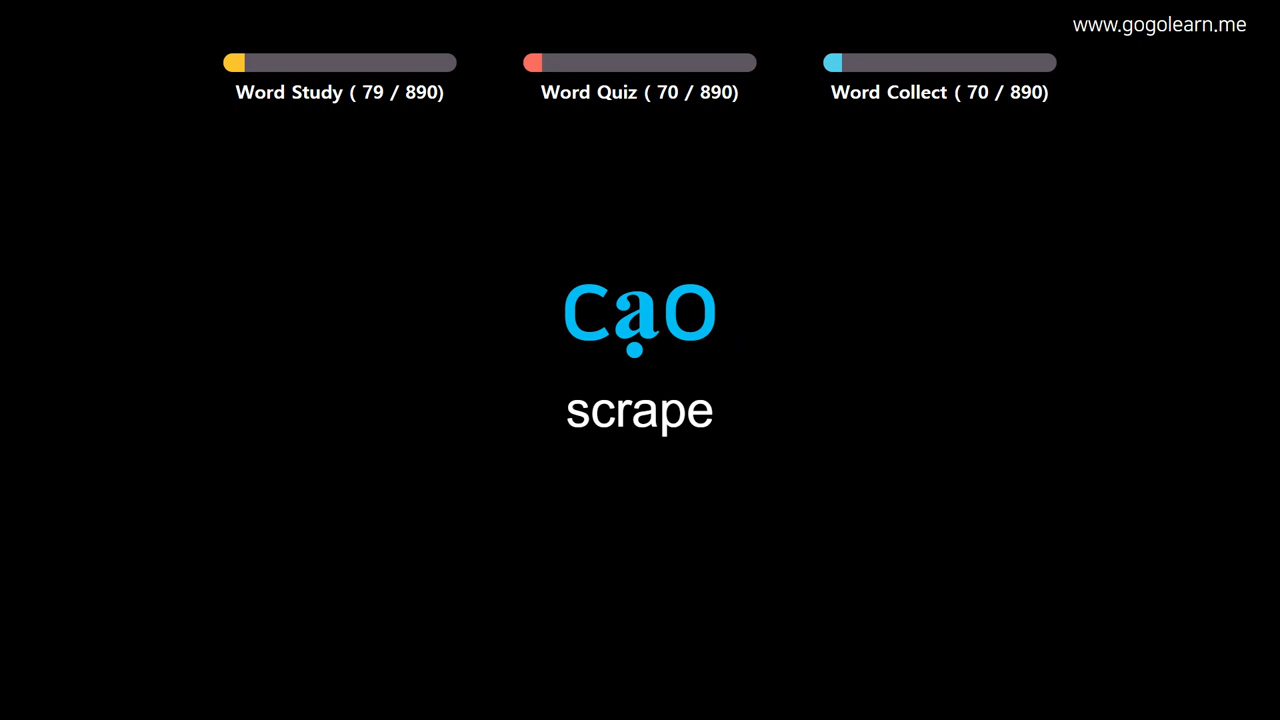 www.gogolearn.me
Word Study ( 79 / 890)
Word Quiz ( 70 / 890)
Word Collect ( 70 / 890)
cạo
scrape